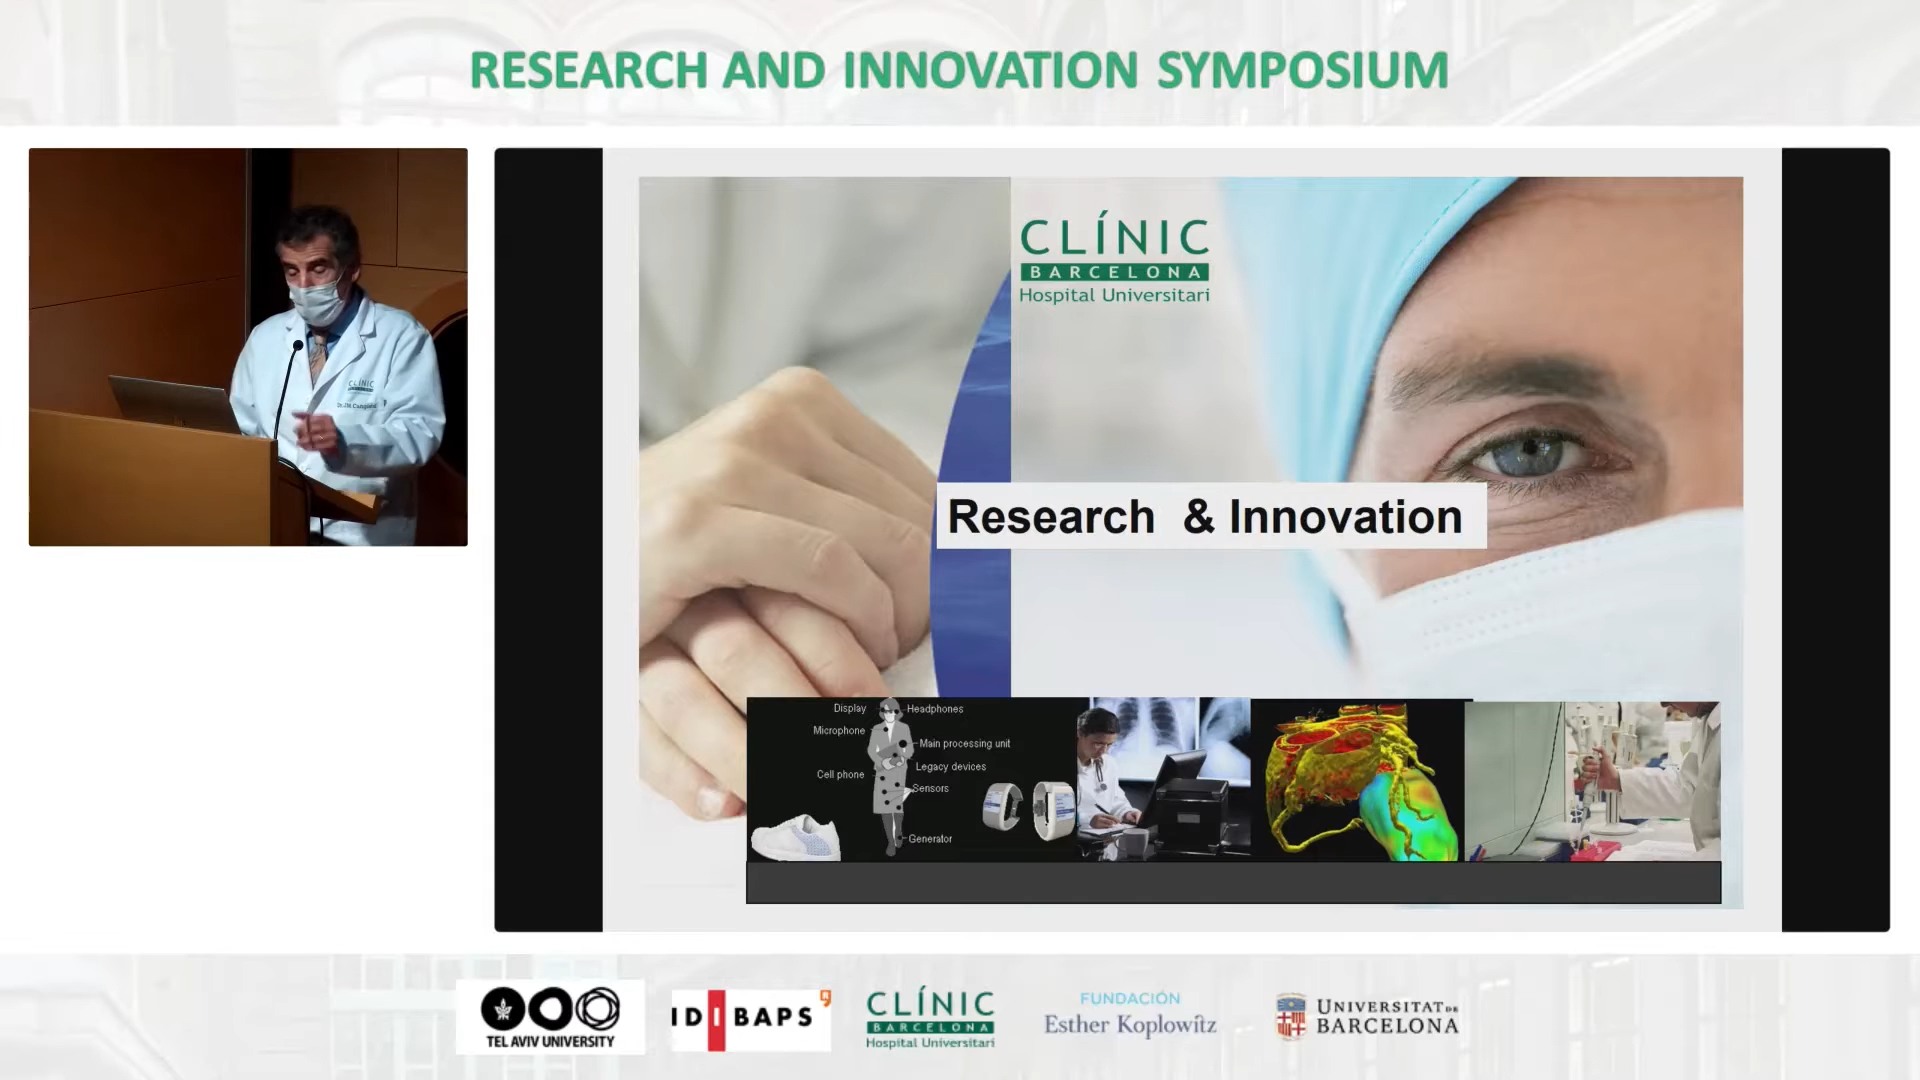 RESEARCH AND INNOVATION SYMPOSIUM
CLÍNIC
BARCELONA
Hospital Universitari
Research & Innovation
Display
Headphones
Microphone
Main processing unit
Legacy devices
Cell phone
Sensors
Generator
CLÍNIC
TEL AVIV UNIVERSITY
IDIBAPS
CLÍNIC
BARCELONA
Hospital Universitari
FUNDACIÓN
Esther Koplowitz
UNIVERSITAT DE
BARCELONA